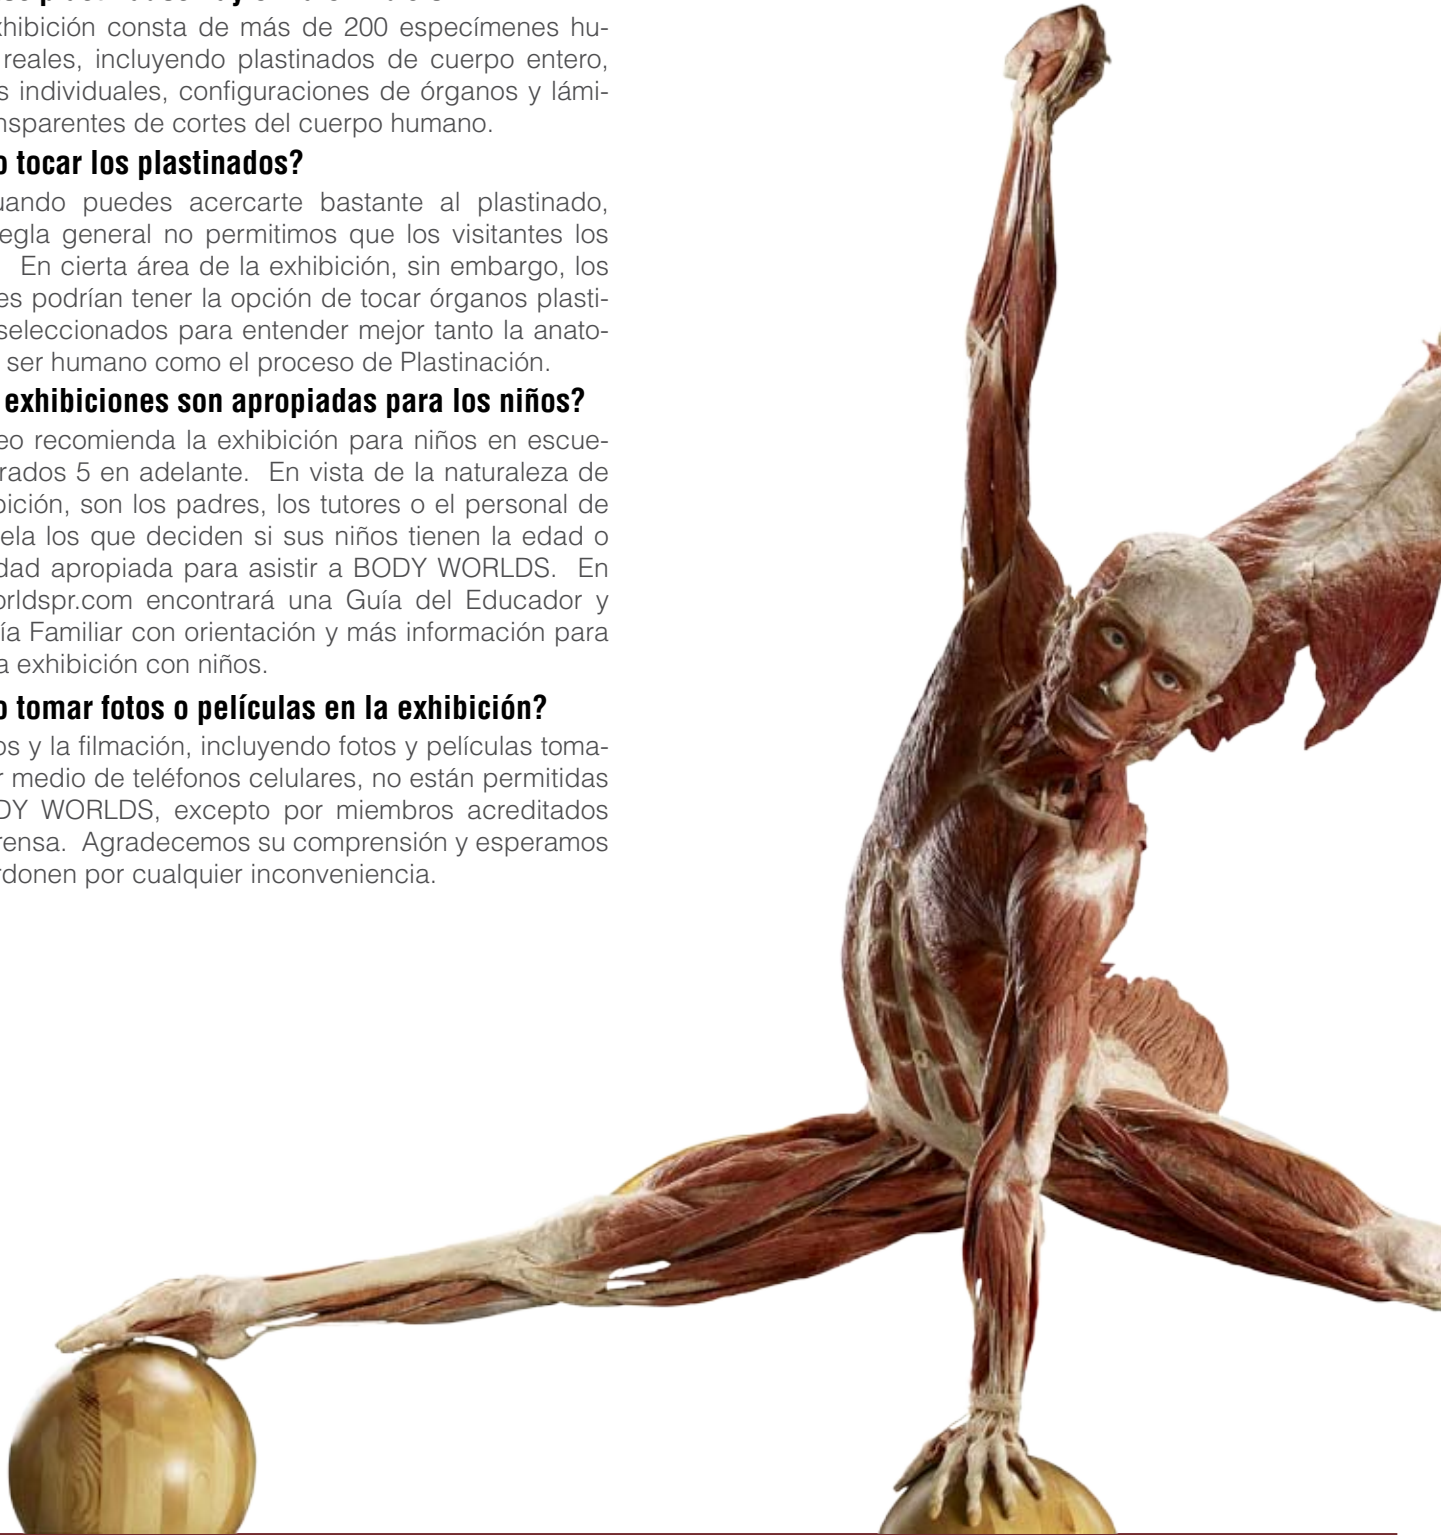 exhibición consta de más de 200 especímenes hu-
reales, incluyendo plastinados de cuerpo entero,
s individuales, configuraciones de órganos y lámi-
nsparentes de cortes del cuerpo humano.
o tocar los plastinados?
uando puedes acercarte bastante al plastinado,
egla general no permitimos que los visitantes los
En cierta área de la exhibición, sin embargo, los
es podrían tener la opción de tocar órganos plasti-
seleccionados para entender mejor tanto la anato-
ser humano como el proceso de Plastinación.
exhibiciones son apropiadas para los niños?
eo recomienda la exhibición para niños en escue-
rados 5 en adelante. En vista de la naturaleza de
bición, son los padres, los tutores o el personal de
ela los que deciden si sus niños tienen la edad o
dad apropiada para asistir a BODY WORLDS. En
orldspr.com encontrará una Guía del Educador y
ía Familiar con orientación y más información para
a exhibición con niños.
o tomar fotos o películas en la exhibición?
os y la filmación, incluyendo fotos y películas toma-
r medio de teléfonos celulares, no están permitidas
DY WORLDS, excepto por miembros acreditados
rensa. Agradecemos su comprensión y esperamos
rdonen por cualquier inconveniencia.